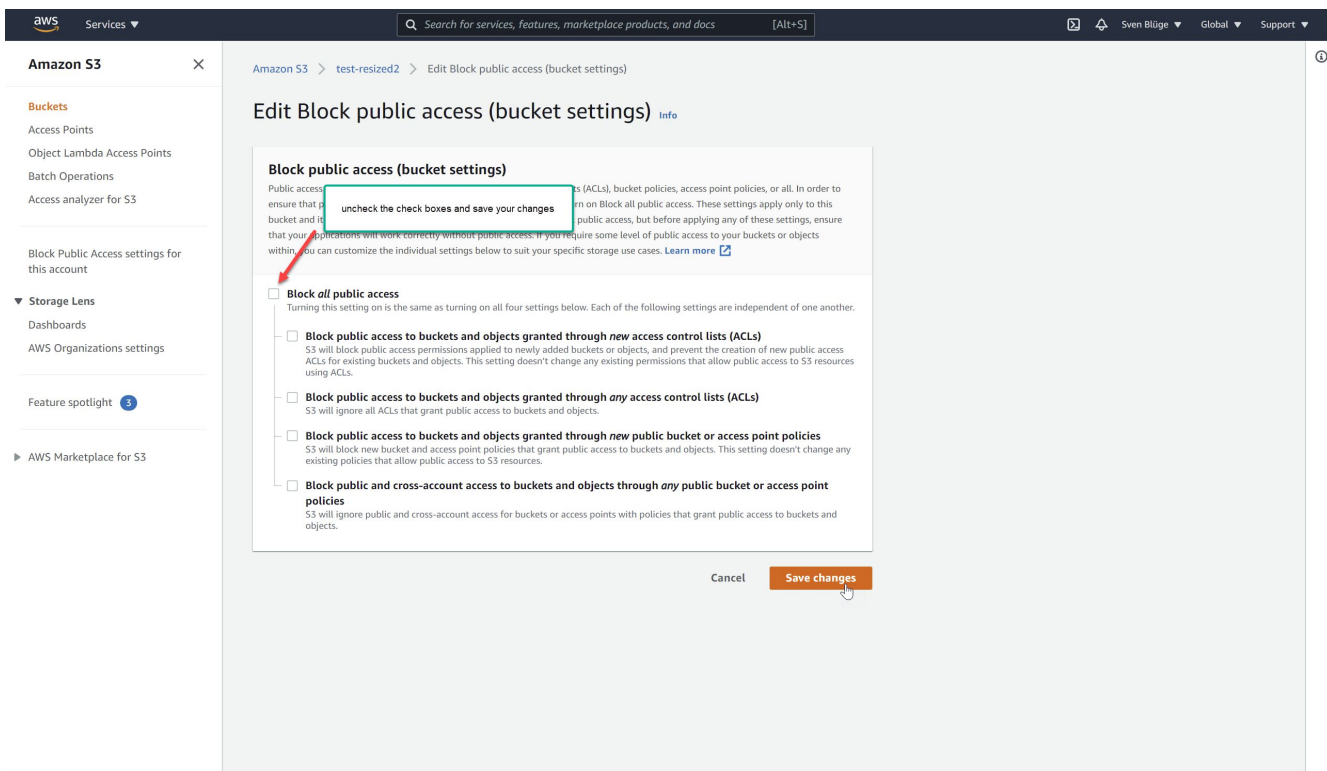 aws Services ▼ Search for services, features, marketplace products, and docs [Alt+S] Sven Blüge ▼ Global ▼ Support ▼
Amazon S3
Buckets
Access Points
Object Lambda Access Points
Batch Operations
Access analyzer for S3
Block Public Access settings for
this account
▼ Storage Lens
Dashboards
AWS Organizations settings
Feature spotlight 3
▶ AWS Marketplace for S3
Amazon S3 > test-resized2 > Edit Block public access (bucket settings)
Edit Block public access (bucket settings) Info
Block public access (bucket settings)
Public access s (ACLs), bucket policies, access point policies, or all. In order to
ensure that p rn on Block all public access. These settings apply only to this
bucket and it public access, but before applying any of these settings, ensure
that your applications will work correctly without public access. If you require some level of public access to your buckets or objects
within, you can customize the individual settings below to suit your specific storage use cases. Learn more
uncheck the check boxes and save your changes
Block all public access
Turning this setting on is the same as turning on all four settings below. Each of the following settings are independent of one another.
Block public access to buckets and objects granted through new access control lists (ACLs)
S3 will block public access permissions applied to newly added buckets or objects, and prevent the creation of new public access
ACLs for existing buckets and objects. This setting doesn't change any existing permissions that allow public access to S3 resources
using ACLs.
Block public access to buckets and objects granted through any access control lists (ACLs)
S3 will ignore all ACLs that grant public access to buckets and objects.
Block public access to buckets and objects granted through new public bucket or access point policies
S3 will block new bucket and access point policies that grant public access to buckets and objects. This setting doesn't change any
existing policies that allow public access to S3 resources.
Block public and cross-account access to buckets and objects through any public bucket or access point
policies
S3 will ignore public and cross-account access for buckets or access points with policies that grant public access to buckets and
objects.
Cancel Save changes